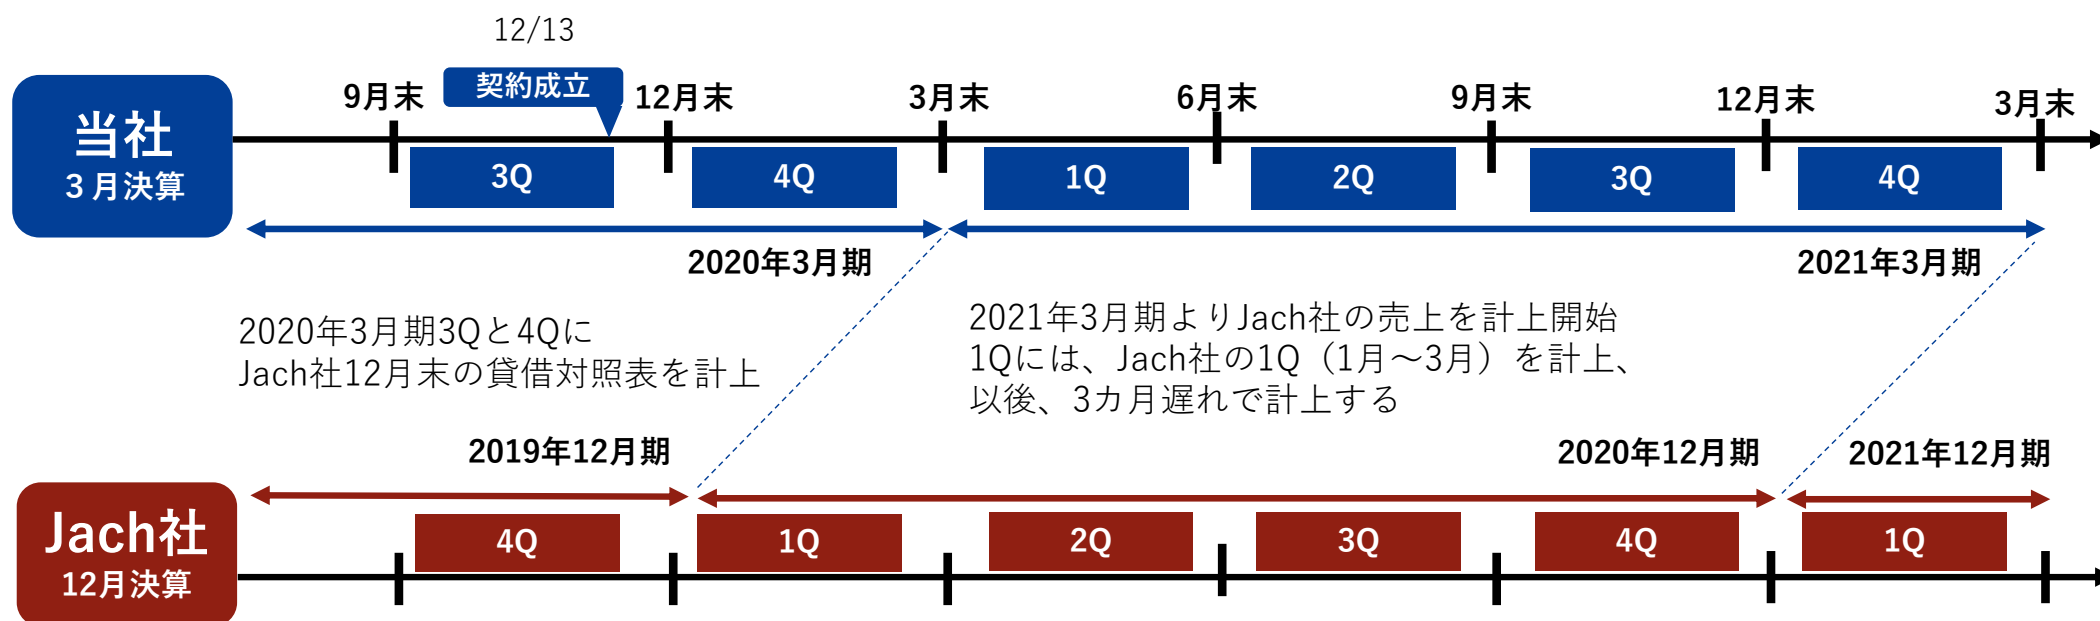 12/13
契約成立
9月末
12月末
3月末
6月末
9月末
12月末
3月末
当社
3月決算
3Q
4Q
1Q
2Q
3Q
4Q
2020年3月期
2021年3月期
2020年3月期3Qと4Qに
Jach社12月末の貸借対照表を計上
2021年3月期よりJach社の売上を計上開始
1Qには、Jach社の1Q（1月～3月）を計上、
以後、3カ月遅れで計上する
2019年12月期
2020年12月期
2021年12月期
Jach社
12月決算
4Q
1Q
2Q
3Q
4Q
1Q